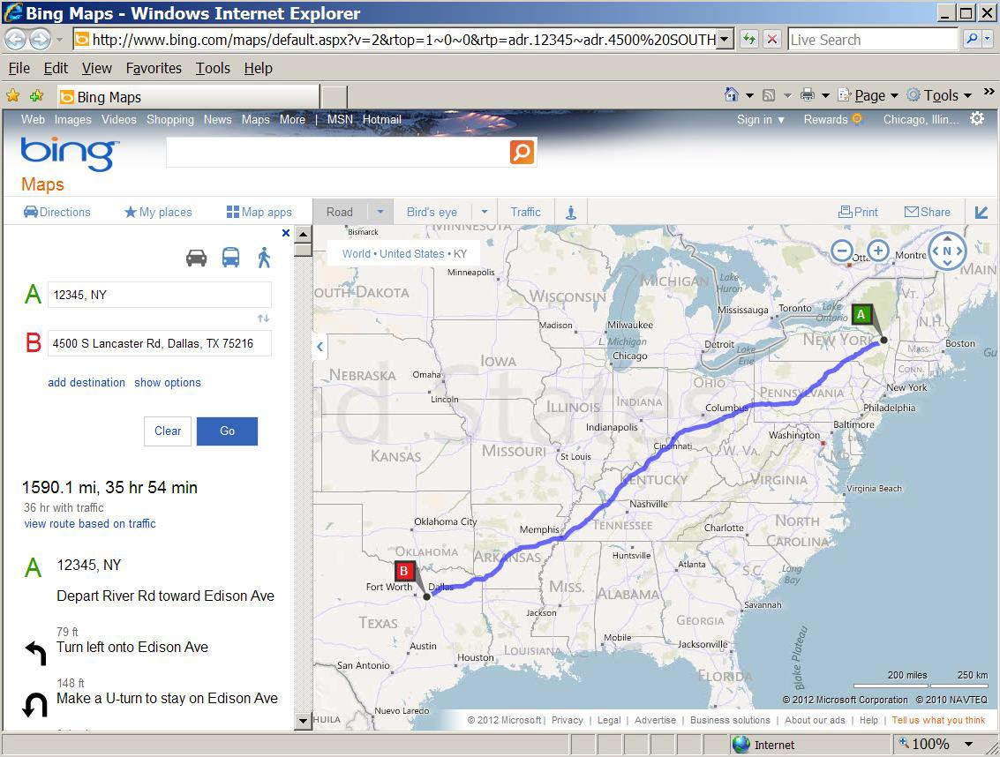 Bing Maps - Windows Internet Explorer
http://www.bing.com/maps/default.aspx?v=2&rtop=1~0~0&rtp=adr.12345~adr.4500%20SOUTH
Live Search
File Edit View Favorites Tools Help
Bing Maps
Page Tools »
Web Images Videos Shopping News Maps More | MSN Hotmail
Sign in Rewards Chicago, Illin...
bing™
Maps
Directions My places Map apps
Road Bird's eye Traffic
Print Share
World • United States • KY
A 12345, NY
B 4500 S Lancaster Rd, Dallas, TX 75216
add destination show options
Clear Go
1590.1 mi, 35 hr 54 min
36 hr with traffic
view route based on traffic
A 12345, NY
Depart River Rd toward Edison Ave
79 ft
Turn left onto Edison Ave
148 ft
Make a U-turn to stay on Edison Ave
Bismarck
MINNESOTA
N
Otta
Montre
MAIN
Minneapolis
MICHIGAN
Lake Huron
OUTH DAKOTA
WISCONSIN
VT.
Mississauga
Toronto
Lake Ontario
A
N.H.
Madison
Milwaukee
L. Michigan
Detroit
Lake Erie
NEW YORK
Mass.
Boston
Gu
Chicago
IOWA
CONN.
NEBRASKA
Omaha
OHIO
PENNSYLVANIA
New York
Lincoln
ed States
ILLINOIS
INDIANA
Columbus
Philadelphia
Indianapolis
Baltimore
Washington
DEL.
MD.
Cincinnati
KANSAS
MISSOURI
St Louis
W. VA.
KENTUCKY
VIRGINIA
Virginia Beach
Nashville
Oklahoma City
Memphis
TENNESSEE
Charlotte
NORTH CAROLINA
OKLAHOMA
ARKANSAS
Huntsville
Atlanta
B
S.C.
Long Bay
Fort Worth
Dallas
MISS.
ALABAMA
Savannah
Jackson
GEORGIA
TEXAS
Mobile
Austin
LOUISIANA
Jacksonville
Houston
San Antonio
FLORIDA
Blake Plateau
Nuevo Laredo
HUILA
200 miles 250 km
© 2012 Microsoft Corporation © 2010 NAVTEQ
© 2012 Microsoft | Privacy | Legal | Advertise | Business solutions | About our ads | Help | Tell us what you think
Internet 100%